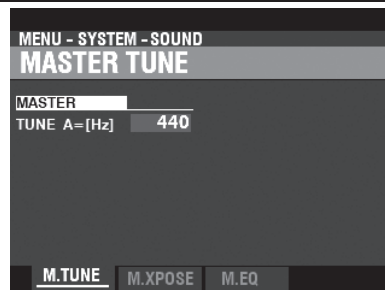 MENU - SYSTEM - SOUND
MASTER TUNE
MASTER
TUNE A=[Hz] 440
M.TUNE M.XPOSE M.EQ